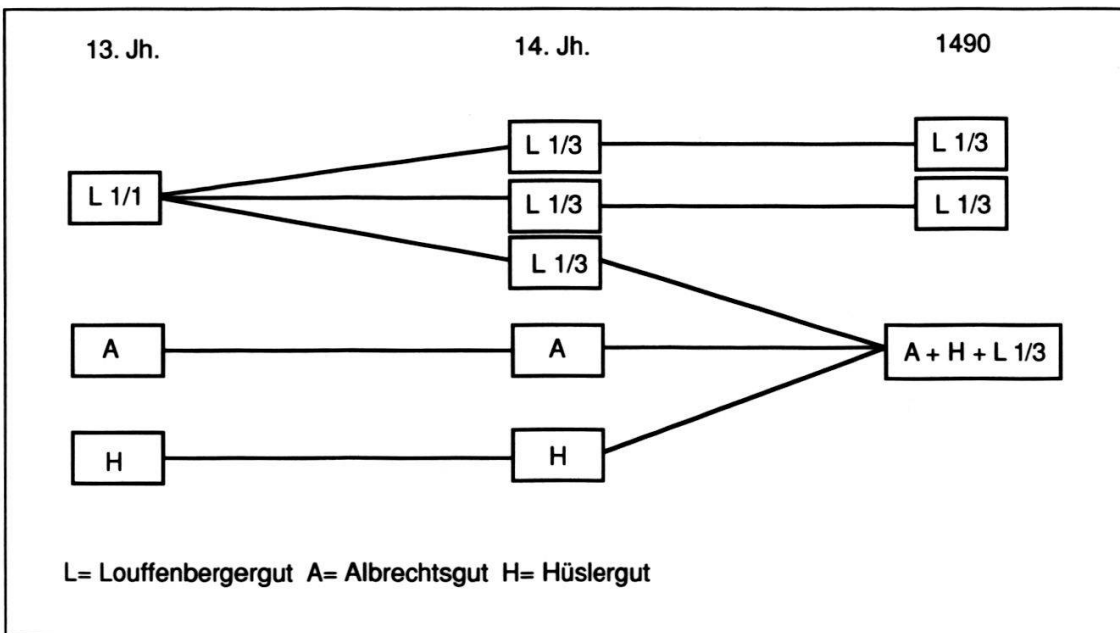 13. Jh. 14. Jh. 1490
L 1/3 L 1/3
L 1/1 L 1/3 L 1/3
L 1/3
A A A + H + L 1/3
H H
L= Louffenbergergut A= Albrechtsgut H= Hüslergut